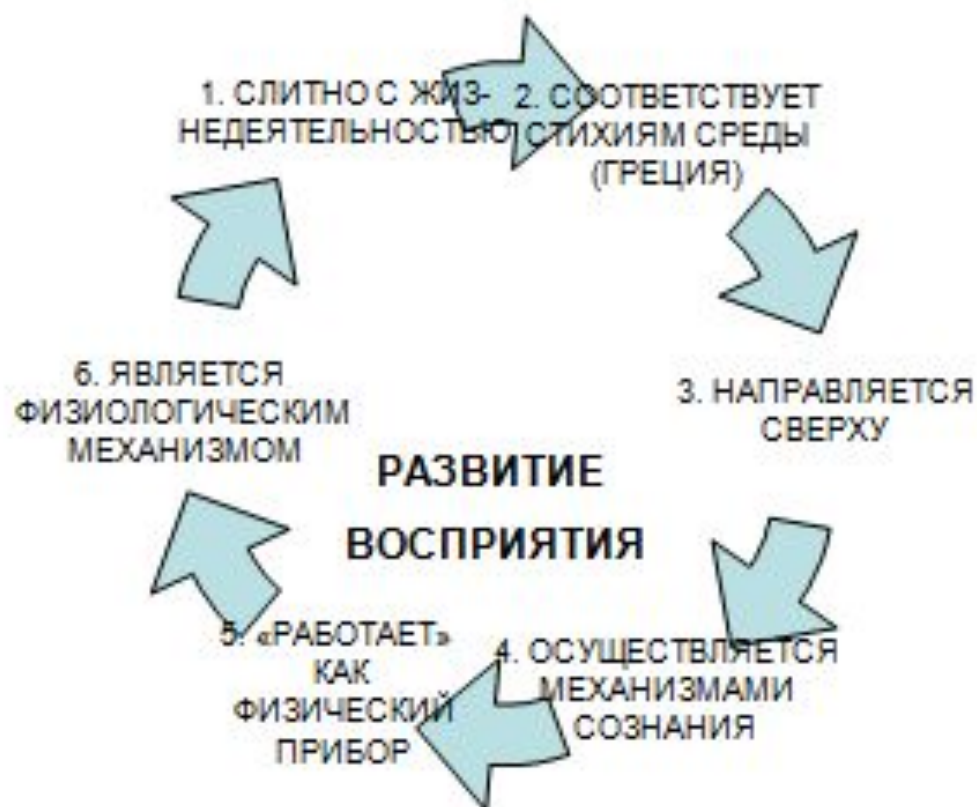 1. СЛИТНО С ЖИЗ-
НЕДЕЯТЕЛЬНОСТЬЮ
2. СООТВЕТСТВУЕТ
СТИХИЯМ СРЕДЫ
(ГРЕЦИЯ)
3. НАПРАВЛЯЕТСЯ
СВЕРХУ
4. ОСУЩЕСТВЛЯЕТСЯ
МЕХАНИЗМАМИ
СОЗНАНИЯ
5. «РАБОТАЕТ»
КАК
ФИЗИЧЕСКИЙ
ПРИБОР
6. ЯВЛЯЕТСЯ
ФИЗИОЛОГИЧЕСКИМ
МЕХАНИЗМОМ
РАЗВИТИЕ
ВОСПРИЯТИЯ